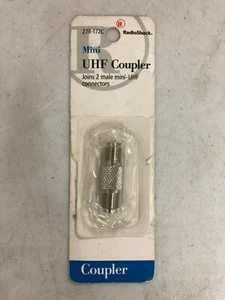 278-172C
R
RadioShack.
Mini
UHF Coupler
Joins 2 male mini-UHF
connectors
Coupler